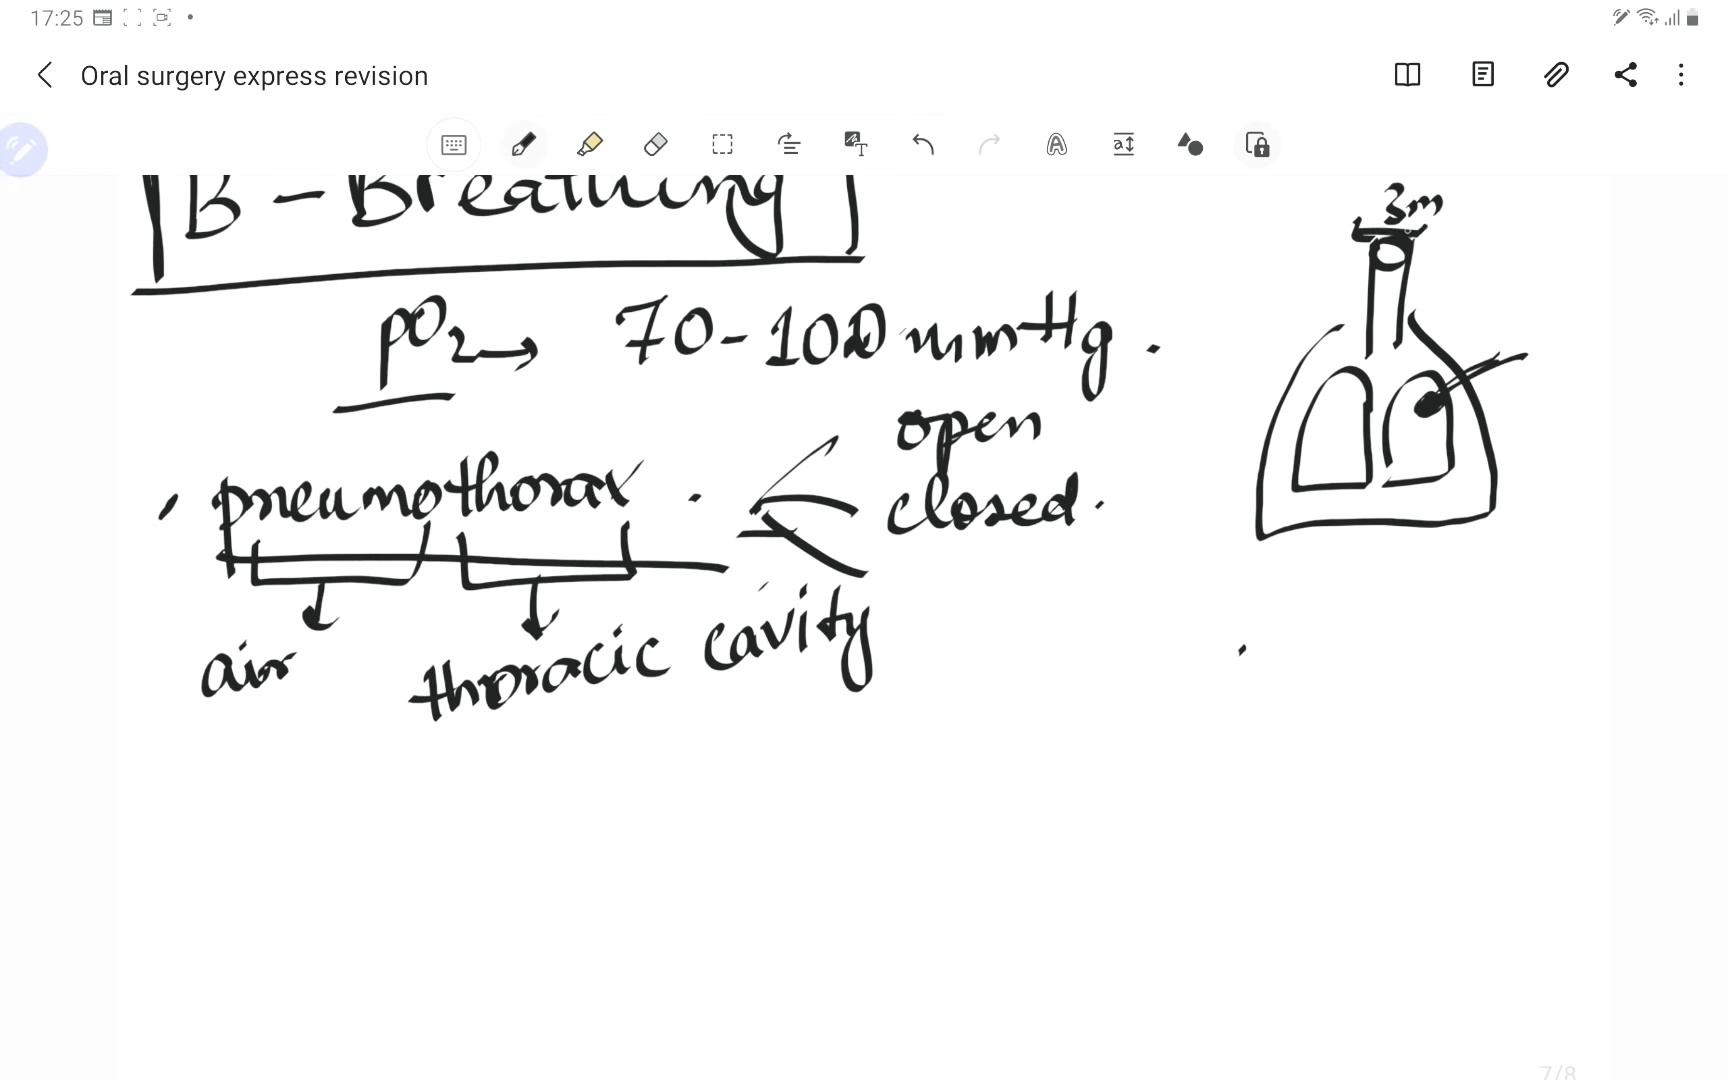 17:25
Oral surgery express revision
B - Breathing
3m
pO2 → 70-100 mmHg.
open
pneumothorax.
closed.
air
thoracic cavity
7/8